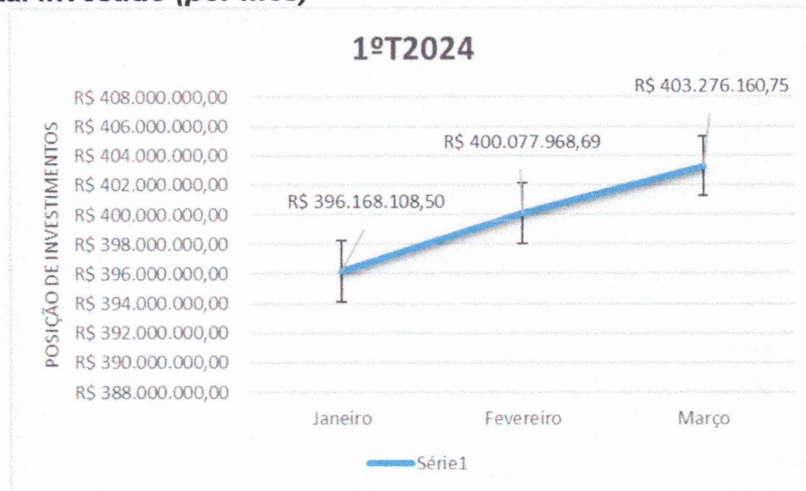 1ºT2024
POSIÇÃO DE INVESTIMENTOS
R$ 408.000.000,00
R$ 406.000.000,00
R$ 404.000.000,00
R$ 402.000.000,00
R$ 400.000.000,00
R$ 398.000.000,00
R$ 396.000.000,00
R$ 394.000.000,00
R$ 392.000.000,00
R$ 390.000.000,00
R$ 388.000.000,00
R$ 396.168.108,50
R$ 400.077.968,69
R$ 403.276.160,75
Janeiro Fevereiro Março
Série1